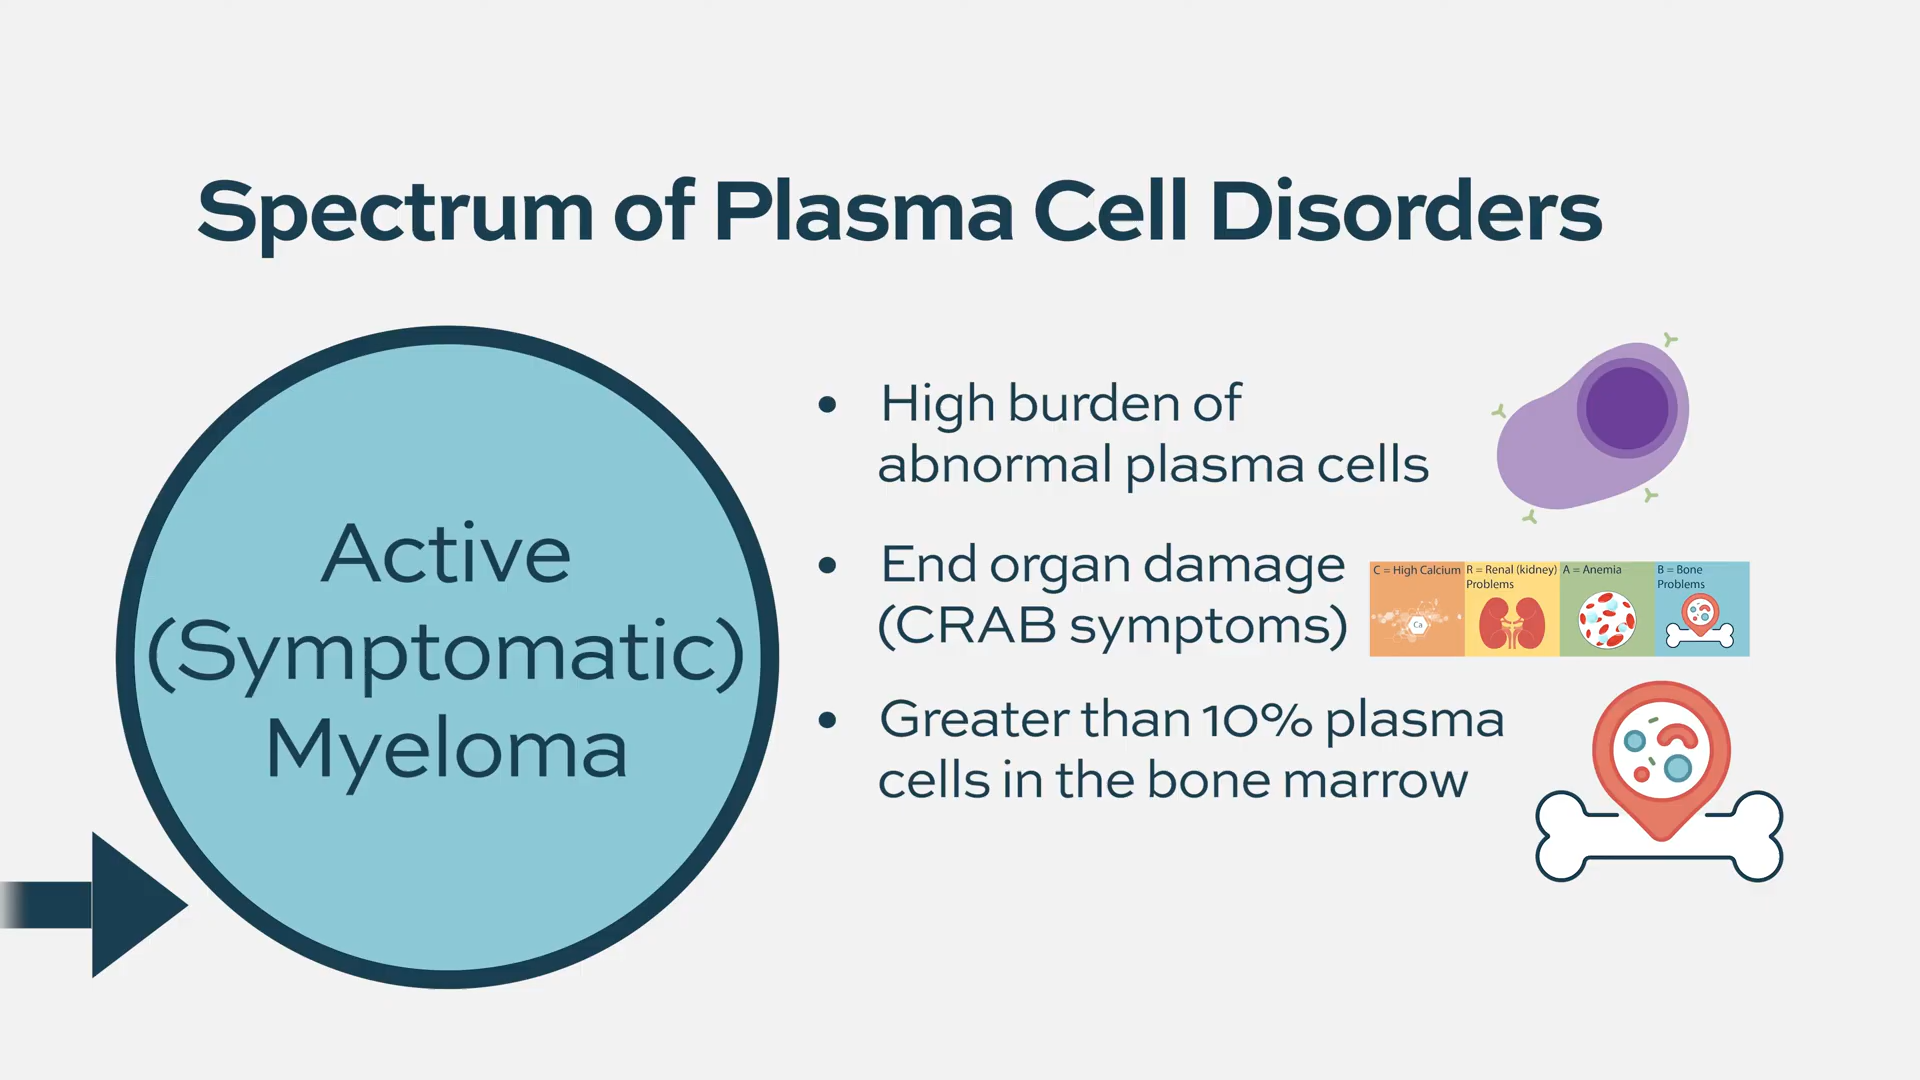 Spectrum of Plasma Cell Disorders
Active
(Symptomatic)
Myeloma
• High burden of
abnormal plasma cells
• End organ damage
(CRAB symptoms)
C = High Calcium
Ca
R = Renal (kidney)
Problems
A = Anemia
B = Bone
Problems
• Greater than 10% plasma
cells in the bone marrow